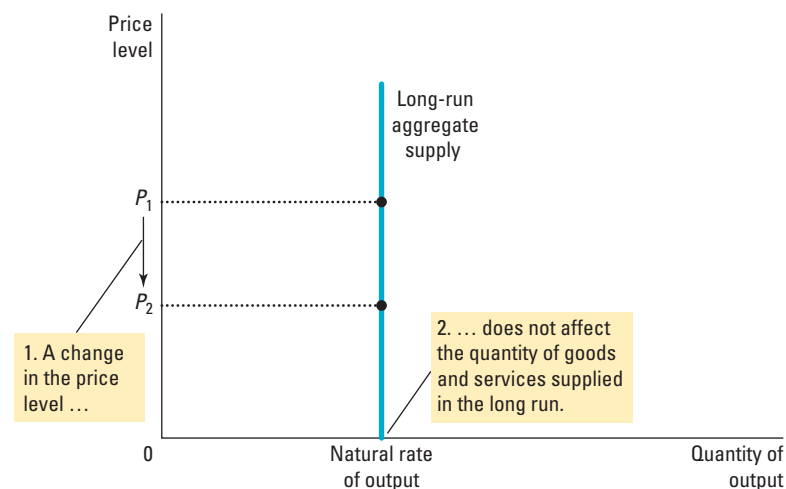 Price
level
Long-run
aggregate
supply
P1
P2
1. A change
in the price
level …
2. … does not affect
the quantity of goods
and services supplied
in the long run.
0
Natural rate
of output
Quantity of
output